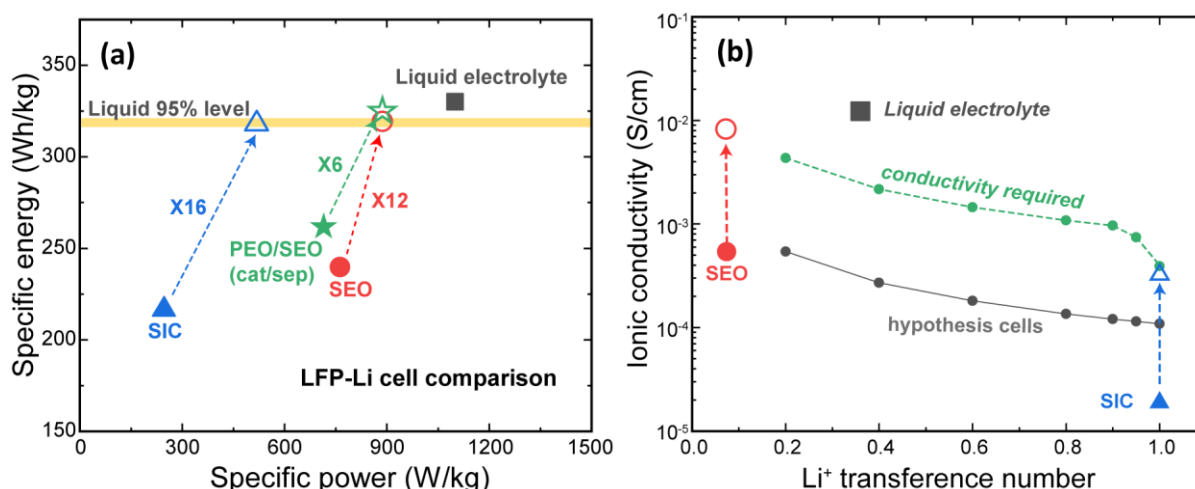 (a)
Specific energy (Wh/kg)
350
300
250
200
150
0
300
600
900
1200
1500
Specific power (W/kg)
Liquid electrolyte
Liquid 95% level
X16
X6
X12
PEO/SEO
(cat/sep)
SEO
SIC
LFP-Li cell comparison
(b)
Ionic conductivity (S/cm)
10⁻¹
10⁻²
10⁻³
10⁻⁴
10⁻⁵
0.0
0.2
0.4
0.6
0.8
1.0
Li⁺ transference number
Liquid electrolyte
conductivity required
SEO
hypothesis cells
SIC